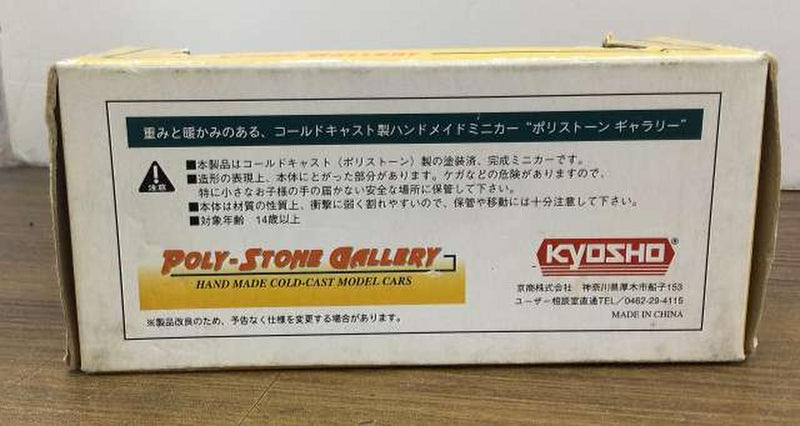 重みと暖かみのある、コールドキャスト製ハンドメイドミニカー “ポリストーン ギャラリー”
注意
■本製品はコールドキャスト（ポリストーン）製の塗装済、完成ミニカーです。
■造形の表現上、本体にとがった部分があります。ケガなどの危険がありますので、
特に小さなお子様の手の届かない安全な場所に保管して下さい。
■本体は材質の性質上、衝撃に弱く割れやすいので、保管や移動には十分注意して下さい。
■対象年齢 14歳以上
POLY-STONE GALLERY
HAND MADE COLD-CAST MODEL CARS
KYOSHO®
京商株式会社 神奈川県厚木市船子153
ユーザー相談室直通TEL/0462-29-4115
MADE IN CHINA
※製品改良のため、予告なく仕様を変更する場合があります。